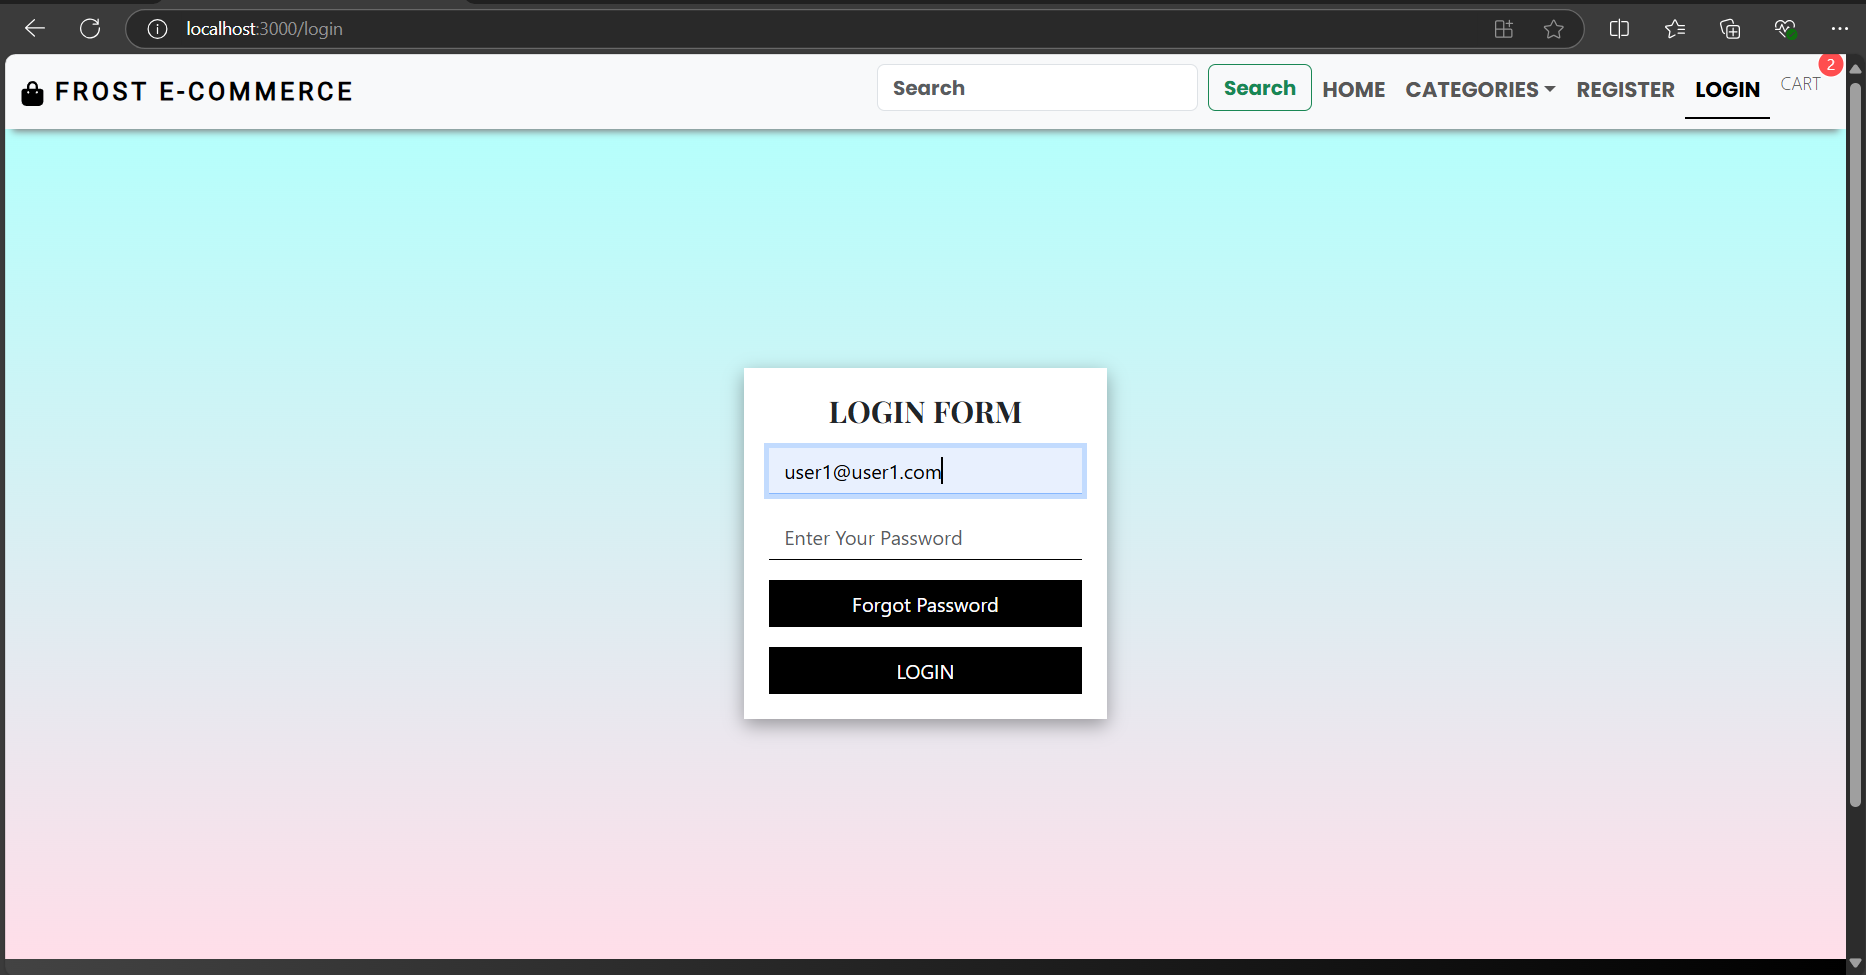 localhost:3000/login
FROST E-COMMERCE
Search
Search
HOME
CATEGORIES
REGISTER
LOGIN
CART
2
LOGIN FORM
user1@user1.com
Enter Your Password
Forgot Password
LOGIN